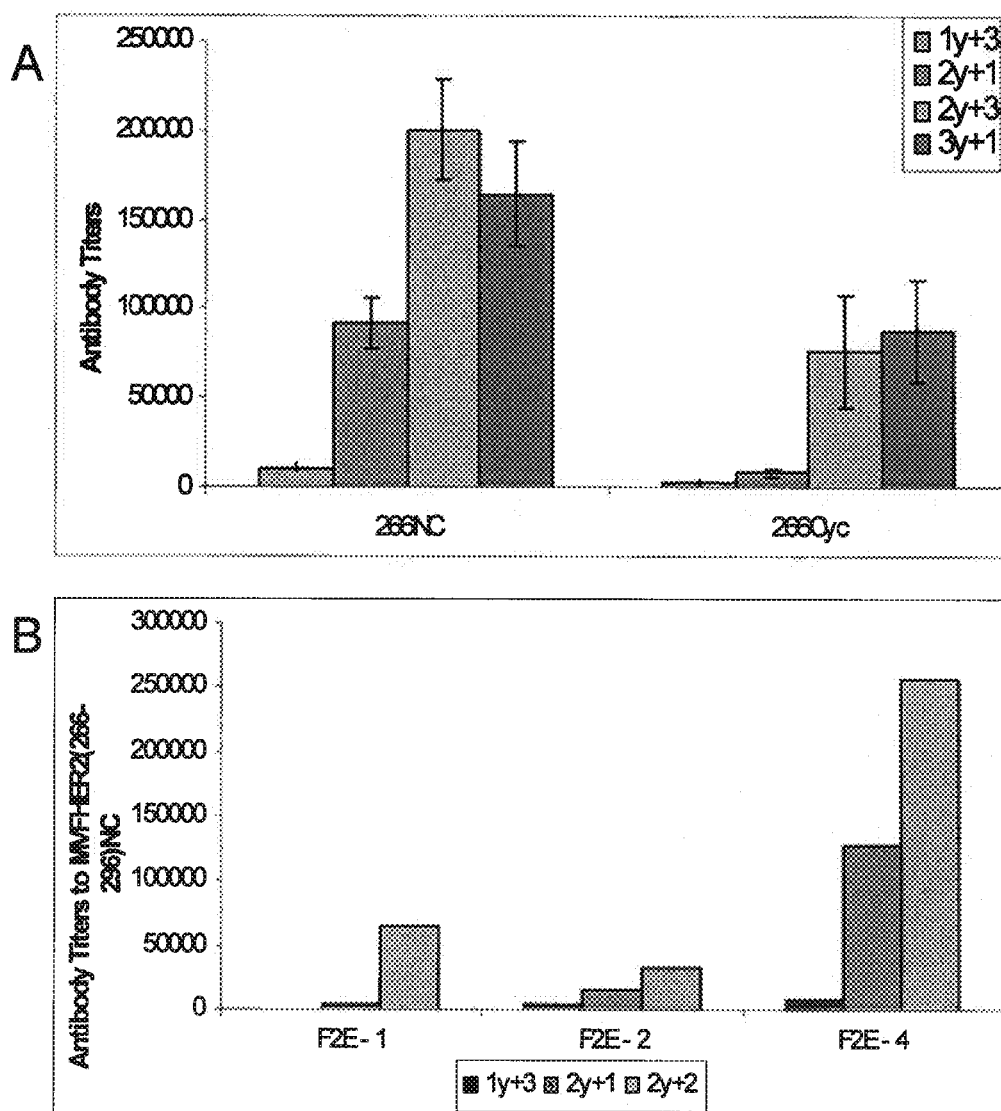 A
250000
200000
150000
100000
50000
0
Antibody Titers
1y+3
2y+1
2y+3
3y+1
266NC
266Cyc
B
300000
250000
200000
150000
100000
50000
0
Antibody Titers to MVFHER2(266-
296)NC
F2E-1
F2E-2
F2E-4
1y+3
2y+1
2y+2